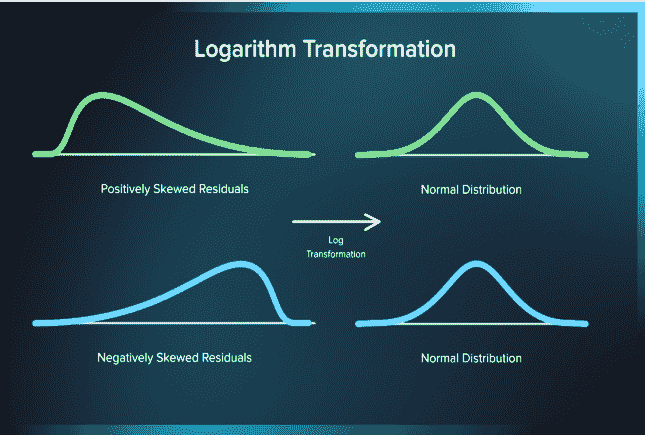 Logarithm Transformation
Positively Skewed Residuals
Normal Distribution
Log
Transformation
Negatively Skewed Residuals
Normal Distribution